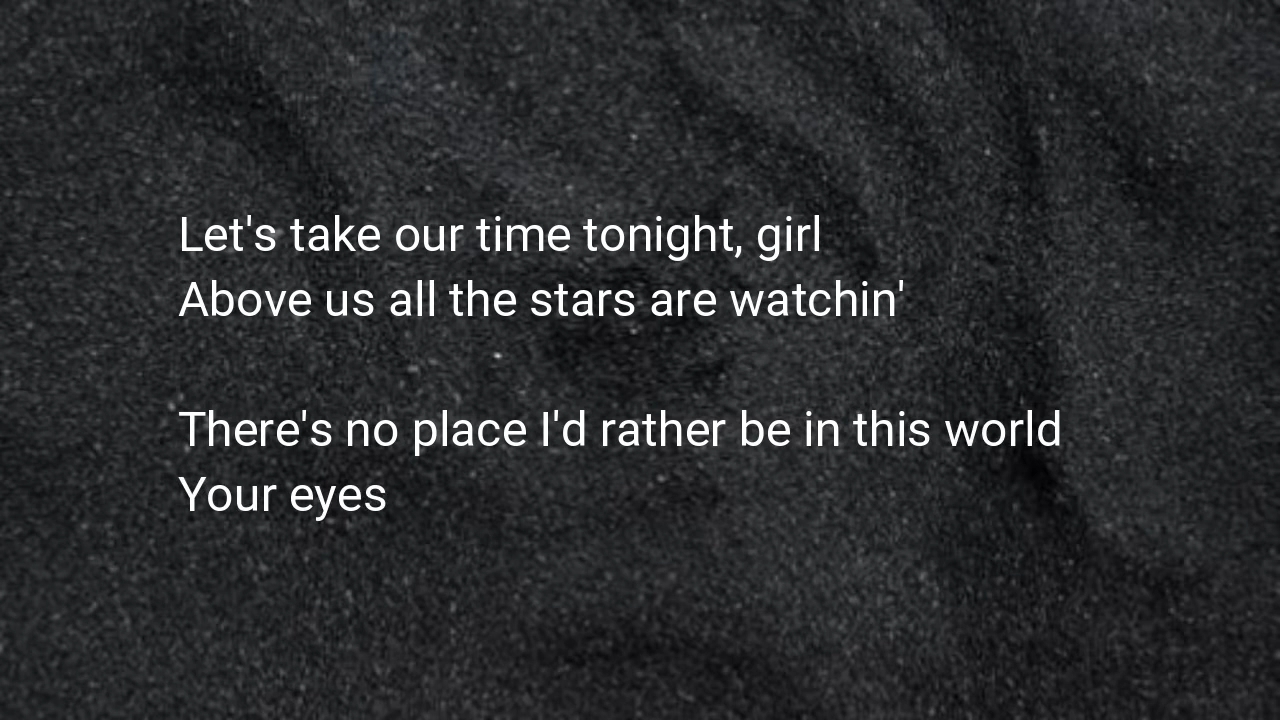 Let's take our time tonight, girl
Above us all the stars are watchin'
There's no place I'd rather be in this world
Your eyes